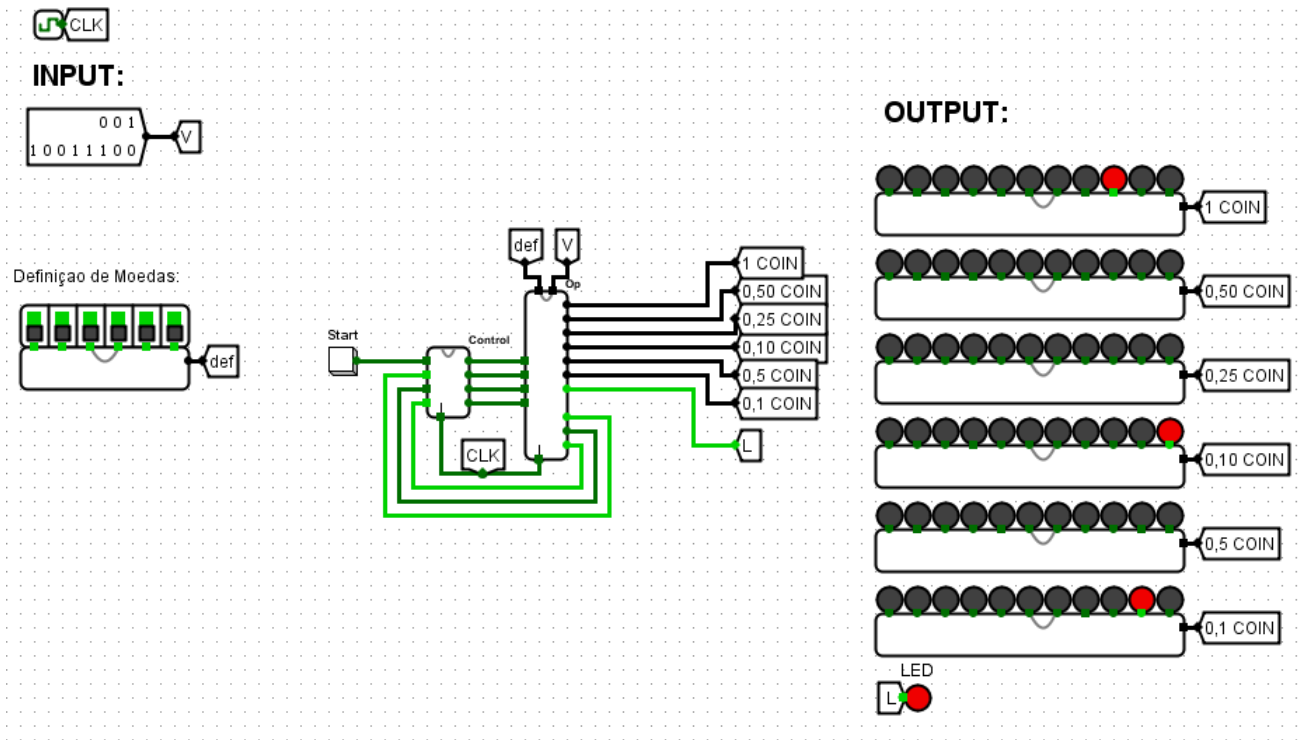 CLK
INPUT:
0 0 1
1 0 0 1 1 1 0 0
V
Definiçao de Moedas:
def
Start
Control
def
V
Op
CLK
1 COIN
0,50 COIN
0,25 COIN
0,10 COIN
0,5 COIN
0,1 COIN
L
OUTPUT:
1 COIN
0,50 COIN
0,25 COIN
0,10 COIN
0,5 COIN
0,1 COIN
LED
L